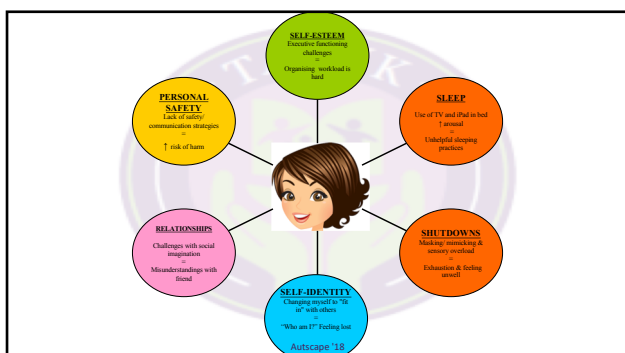 SELF-ESTEEM
Executive functioning
challenges
=
Organising workload is
hard
SLEEP
Use of TV and iPad in bed
↑ arousal
=
Unhelpful sleeping
practices
SHUTDOWNS
Masking/ mimicking &
sensory overload
=
Exhaustion & feeling
unwell
SELF-IDENTITY
Changing myself to "fit
in" with others
=
"Who am I?" Feeling lost
Autscape '18
RELATIONSHIPS
Challenges with social
imagination
=
Misunderstandings with
friend
PERSONAL
SAFETY
Lack of safety/
communication strategies
=
↑ risk of harm